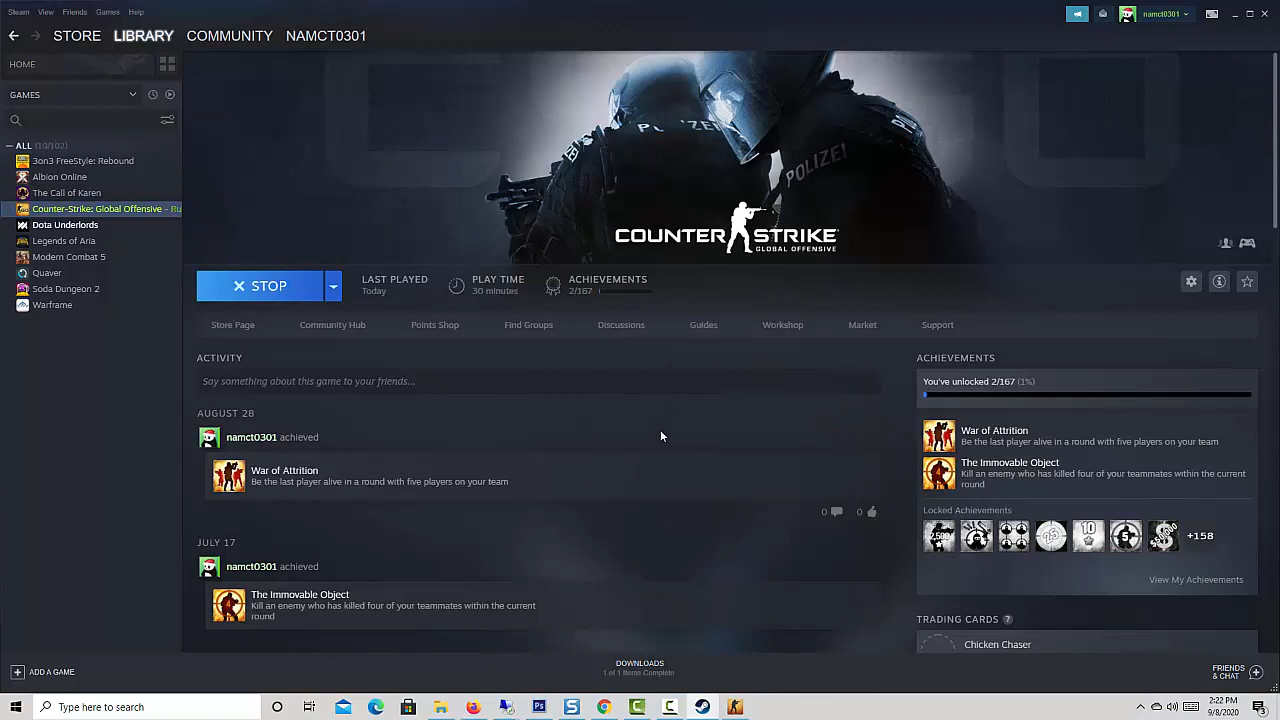 Steam View Friends Games Help
namct0301
STORE LIBRARY COMMUNITY NAMCT0301
HOME
GAMES
ALL (10/102)
3on3 FreeStyle: Rebound
Albion Online
The Call of Karen
Counter-Strike: Global Offensive - Ru
Dota Underlords
Legends of Aria
Modern Combat 5
Quaver
Soda Dungeon 2
Warframe
POLIZEI
POLIZEI
COUNTER STRIKE
GLOBAL OFFENSIVE
STOP
LAST PLAYED
Today
PLAY TIME
30 minutes
ACHIEVEMENTS
2/167
Store Page Community Hub Points Shop Find Groups Discussions Guides Workshop Market Support
ACTIVITY
Say something about this game to your friends...
AUGUST 28
namct0301 achieved
War of Attrition
Be the last player alive in a round with five players on your team
0 0
JULY 17
namct0301 achieved
The Immovable Object
Kill an enemy who has killed four of your teammates within the current
round
ACHIEVEMENTS
You've unlocked 2/167 (1%)
War of Attrition
Be the last player alive in a round with five players on your team
The Immovable Object
Kill an enemy who has killed four of your teammates within the current
round
Locked Achievements
2,500 25 10 5 +158
View My Achievements
TRADING CARDS ?
Chicken Chaser
ADD A GAME
DOWNLOADS
1 of 1 Items Complete
FRIENDS
& CHAT
Type here to search
2:22 PM
9/8/2020